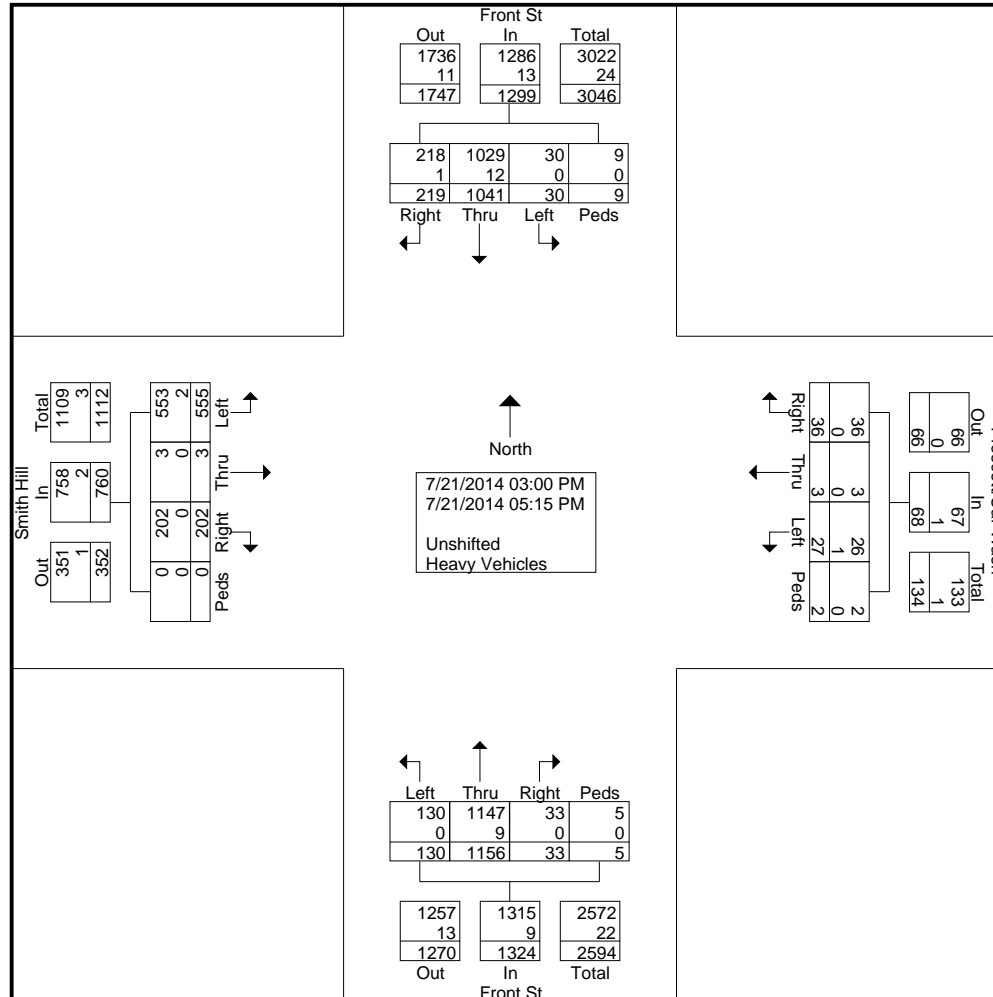 Front St
Out In Total
1736 1286 3022
11 13 24
1747 1299 3046
218 1029 30 9
1 12 0 0
219 1041 30 9
Right Thru Left Peds
Smith Hill
Total In Out
1109 758 351
3 2 1
1112 760 352
553 3 202 0
2 0 0 0
555 3 202 0
Left Thru Right Peds
North
7/21/2014 03:00 PM
7/21/2014 05:15 PM
Unshifted
Heavy Vehicles
Out In Total
66 67 133
0 1 1
66 68 134
36 3 26 2
0 0 1 0
36 3 27 2
Right Thru Left Peds
Left Thru Right Peds
130 1147 33 5
0 9 0 0
130 1156 33 5
1257 1315 2572
13 9 22
1270 1324 2594
Out In Total
Front St